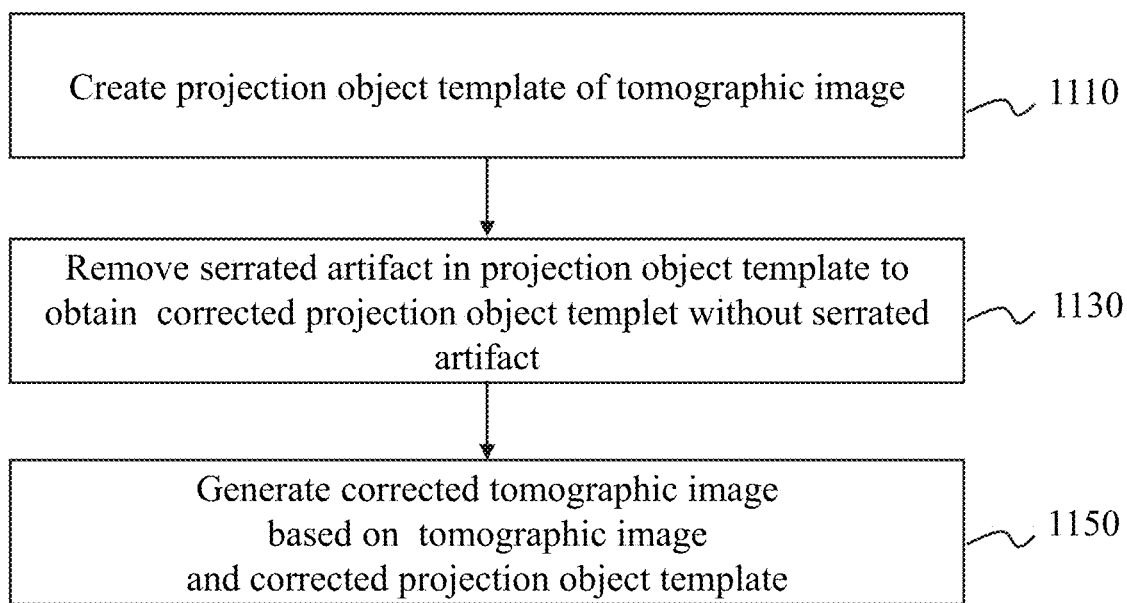 Create projection object template of tomographic image
1110
Remove serrated artifact in projection object template to
obtain corrected projection object templet without serrated
artifact
1130
Generate corrected tomographic image
based on tomographic image
and corrected projection object template
1150